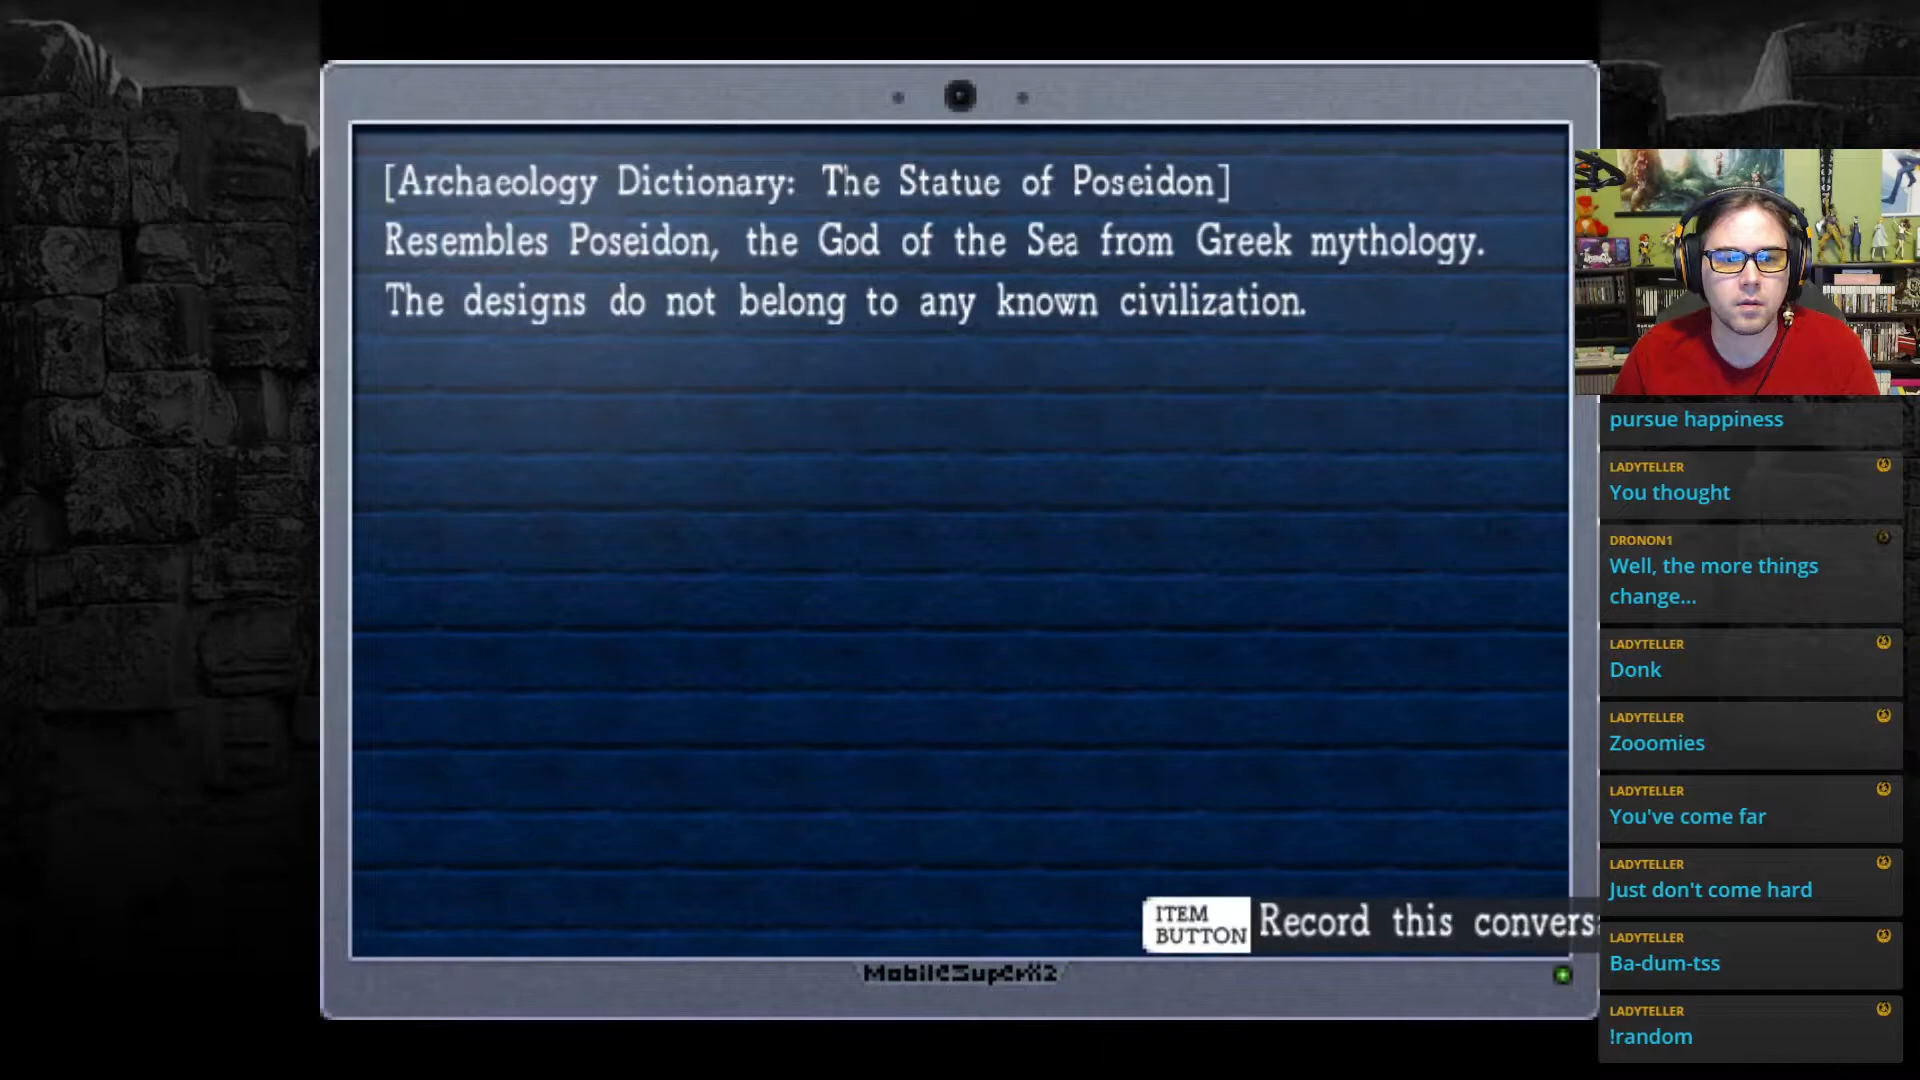 [Archaeology Dictionary: The Statue of Poseidon]
Resembles Poseidon, the God of the Sea from Greek mythology.
The designs do not belong to any known civilization.
ITEM
BUTTON
Record this convers
MobileSuperX2
pursue happiness
LADYTELLER
You thought
DRONON1
Well, the more things
change...
LADYTELLER
Donk
LADYTELLER
Zooomies
LADYTELLER
You've come far
LADYTELLER
Just don't come hard
LADYTELLER
Ba-dum-tss
LADYTELLER
!random